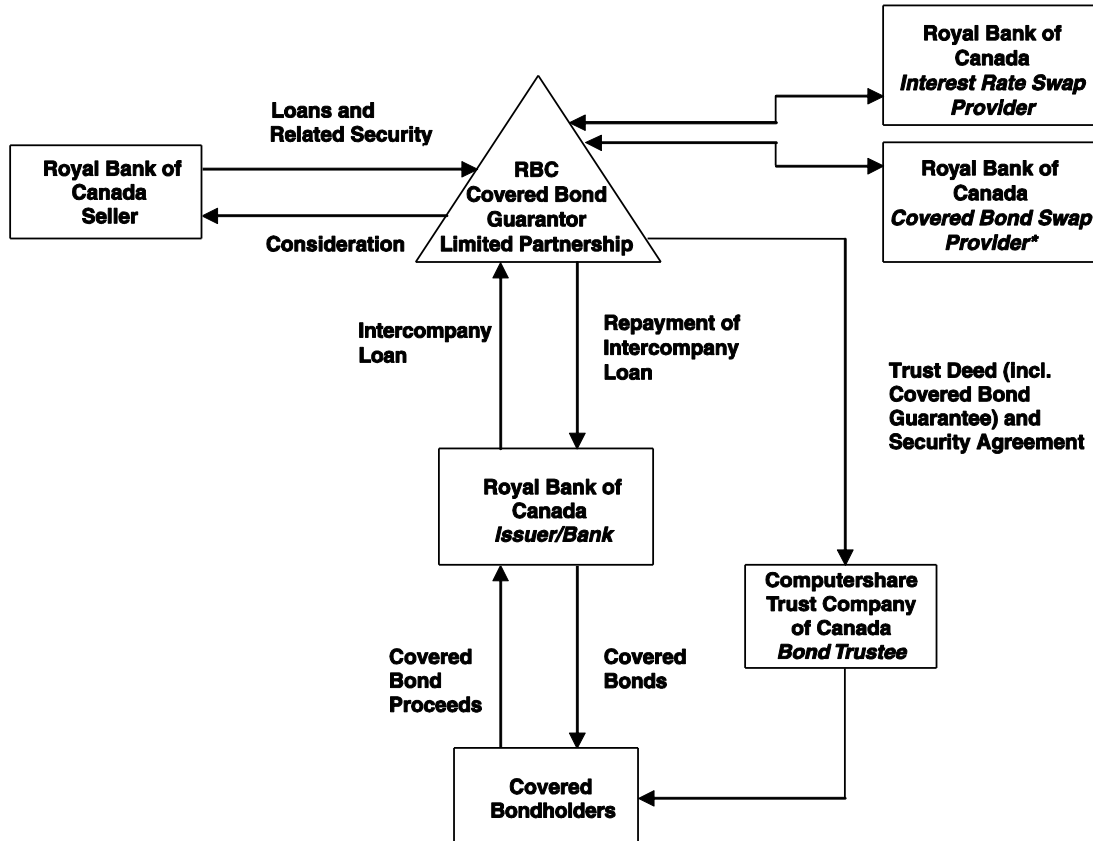 Royal Bank of
Canada
Interest Rate Swap
Provider
Loans and
Related Security
Royal Bank of
Canada
Seller
RBC
Covered Bond
Guarantor
Limited Partnership
Royal Bank of
Canada
Covered Bond Swap
Provider*
Consideration
Intercompany
Loan
Repayment of
Intercompany
Loan
Trust Deed (incl.
Covered Bond
Guarantee) and
Security Agreement
Royal Bank of
Canada
Issuer/Bank
Computershare
Trust Company
of Canada
Bond Trustee
Covered
Bond
Proceeds
Covered
Bonds
Covered
Bondholders